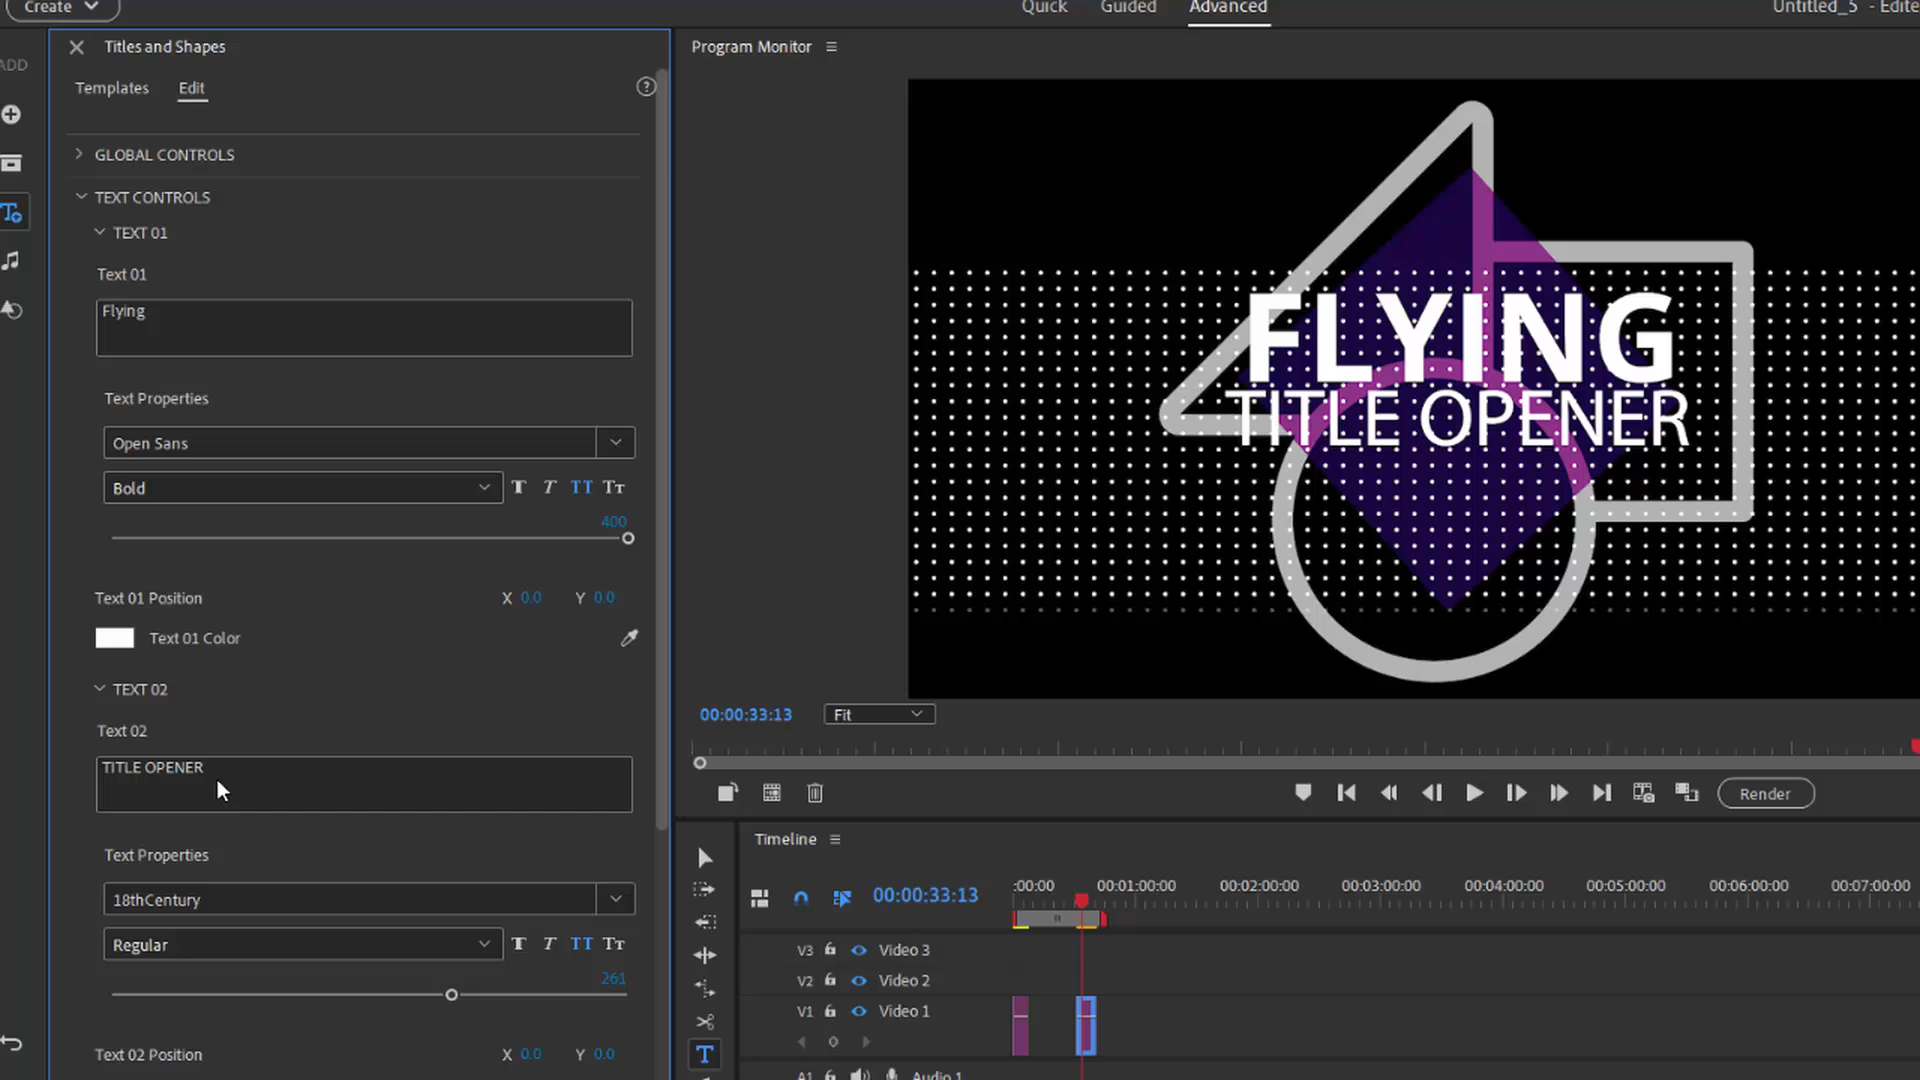 Create
Quick
Guided
Advanced
Untitled_5 - Edite
ADD
Titles and Shapes
Templates
Edit
GLOBAL CONTROLS
TEXT CONTROLS
TEXT 01
Text 01
Flying
Text Properties
Open Sans
Bold
T T TT Tт
400
Text 01 Position X 0.0 Y 0.0
Text 01 Color
TEXT 02
Text 02
TITLE OPENER
Text Properties
18thCentury
Regular
T T TT Tт
261
Text 02 Position X 0.0 Y 0.0
Program Monitor
FLYING
TITLE OPENER
00:00:33:13
Fit
Render
Timeline
00:00:33:13
:00:00 00:01:00:00 00:02:00:00 00:03:00:00 00:04:00:00 00:05:00:00 00:06:00:00 00:07:00:00
V3 Video 3
V2 Video 2
V1 Video 1
A1 Audio 1